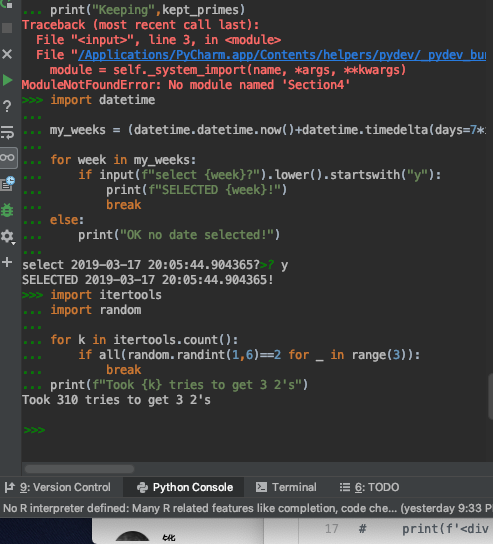 ... print("Keeping",kept_primes)
Traceback (most recent call last):
File "<input>", line 3, in <module>
File "/Applications/PyCharm.app/Contents/helpers/pydev/_pydev_bu
module = self._system_import(name, *args, **kwargs)
ModuleNotFoundError: No module named 'Section4'
>>> import datetime
...
... my_weeks = (datetime.datetime.now()+datetime.timedelta(days=7*
...
... for week in my_weeks:
... if input(f"select {week}?").lower().startswith("y"):
... print(f"SELECTED {week}!")
... break
... else:
... print("OK no date selected!")
...
select 2019-03-17 20:05:44.904365?>? y
SELECTED 2019-03-17 20:05:44.904365!
>>> import itertools
... import random
...
... for k in itertools.count():
... if all(random.randint(1,6)==2 for _ in range(3)):
... break
... print(f"Took {k} tries to get 3 2's")
Took 310 tries to get 3 2's
>>>
9: Version Control Python Console Terminal 6: TODO
No R interpreter defined: Many R related features like completion, code che... (yesterday 9:33 P
17 # print(f'<div